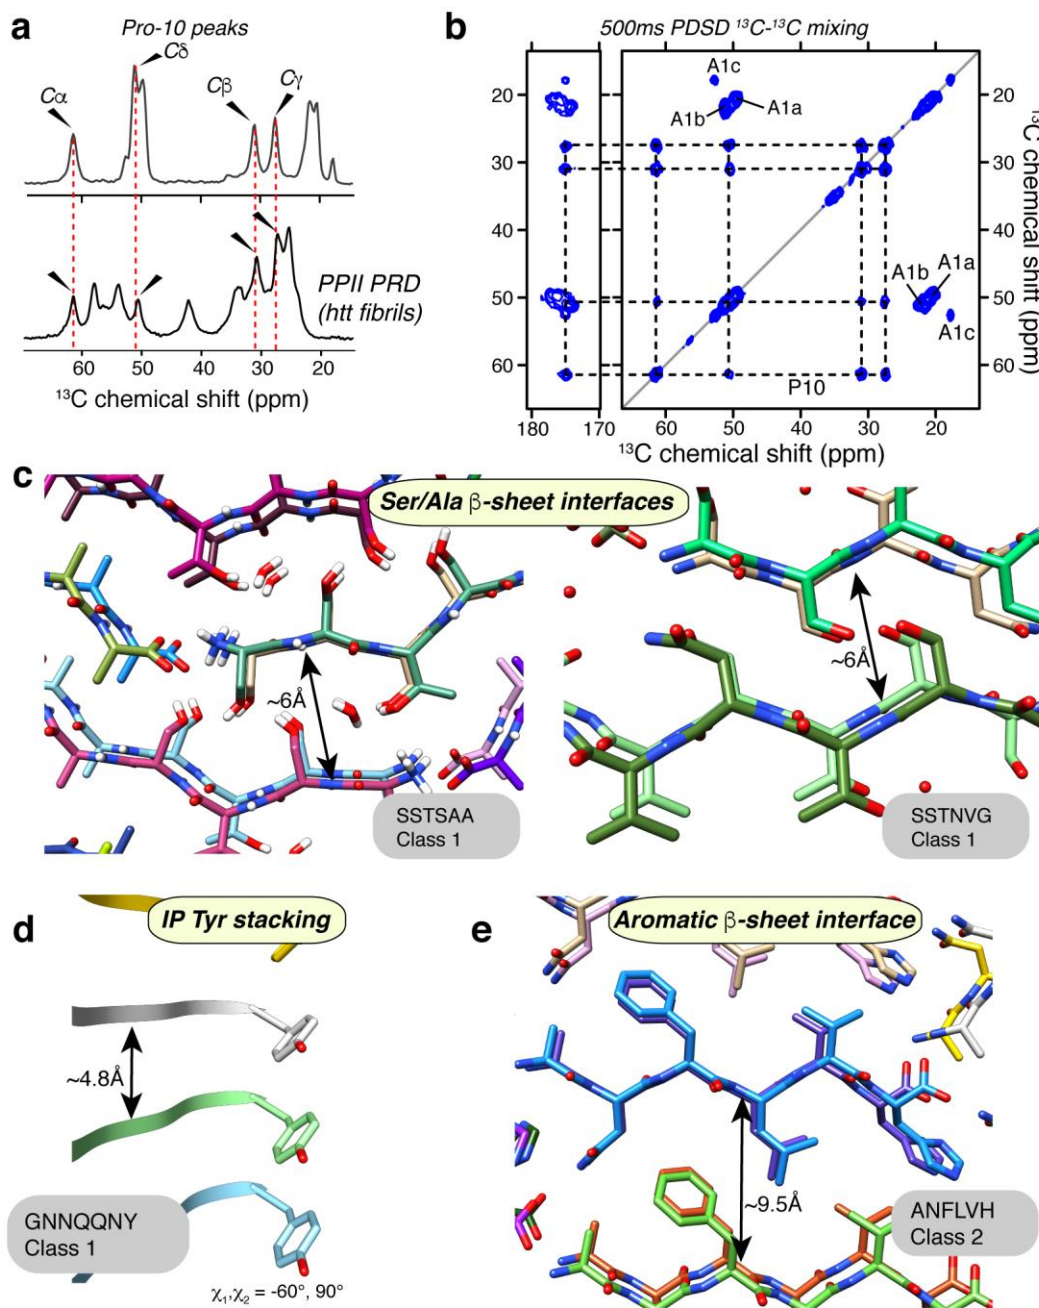 a
Pro-10 peaks
Cδ
Cα
Cβ
Cγ
PPII PRD
(htt fibrils)
60 50 40 30 20
¹³C chemical shift (ppm)
b
500ms PDSD ¹³C-¹³C mixing
A1c
A1b
A1a
20
30
40
50
60
20
30
40
50
60
¹³C chemical shift (ppm)
A1b
A1a
A1c
P10
180 170 60 50 40 30 20
¹³C chemical shift (ppm)
c
Ser/Ala β-sheet interfaces
~6Å
SSTSAA
Class 1
~6Å
SSTNVG
Class 1
d
IP Tyr stacking
~4.8Å
GNNQQNY
Class 1
χ₁,χ₂ = -60°, 90°
e
Aromatic β-sheet interface
~9.5Å
ANFLVH
Class 2